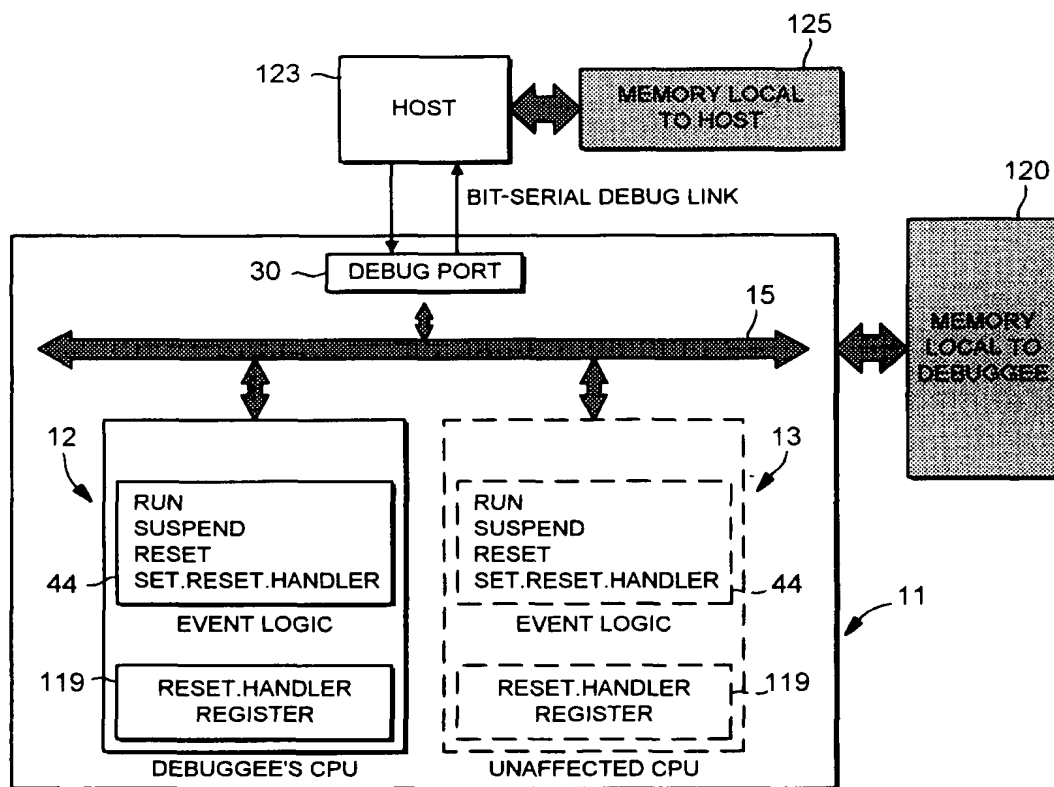 125
123
HOST
MEMORY LOCAL
TO HOST
120
BIT-SERIAL DEBUG LINK
30
DEBUG PORT
15
MEMORY
LOCAL TO
DEBUGGEE
12
13
RUN
SUSPEND
RESET
SET.RESET.HANDLER
44
EVENT LOGIC
RUN
SUSPEND
RESET
SET.RESET.HANDLER
44
EVENT LOGIC
11
119
RESET.HANDLER
REGISTER
RESET.HANDLER
REGISTER
119
DEBUGGEE'S CPU
UNAFFECTED CPU